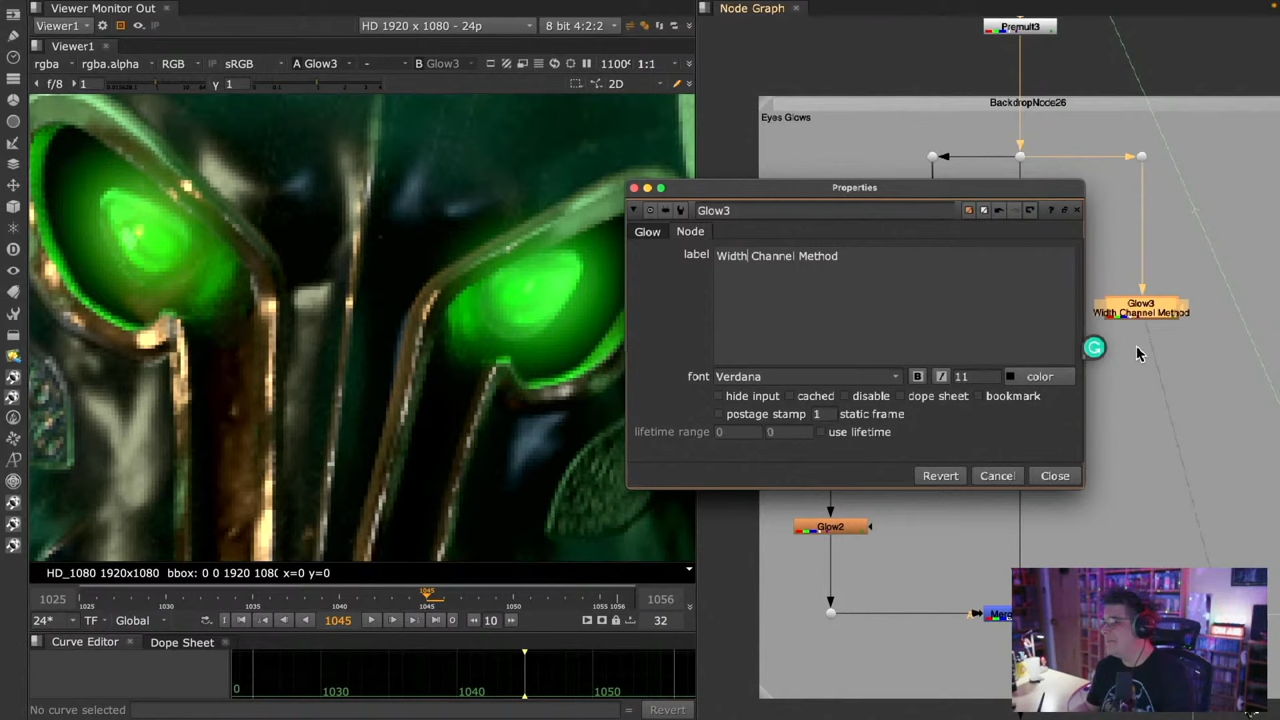 Viewer Monitor Out ×
Node Graph ×
Viewer1
HD 1920 x 1080 - 24p
8 bit 4:2:2
Viewer1 ×
rgba
rgba.alpha
RGB
IP
sRGB
A Glow3
-
B Glow3
1100%
1:1
f/8
1
γ 1
2D
Premult3
BackdropNode26
Eyes Glows
Properties
Glow3
Glow
Node
label
Width Channel Method
font
Verdana
B
I
11
color
hide input
cached
disable
dope sheet
bookmark
postage stamp
1
static frame
lifetime range
0
0
use lifetime
Revert
Cancel
Close
Glow3
Width Channel Method
G
Glow2
A
Merg
HD_1080 1920x1080 bbox: 0 0 1920 1080 x=0 y=0
1025
1045
1056
1025
1030
1035
1040
1045
1050
1055 1056
24*
TF
Global
1045
10
32
Curve Editor ×
Dope Sheet ×
0
1030
1040
1050
No curve selected
=
Revert